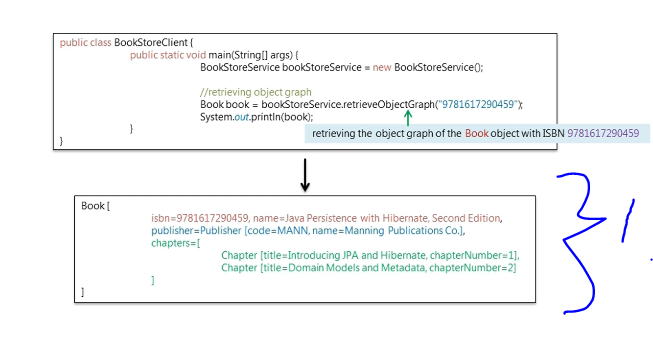 public class BookStoreClient {
public static void main(String[] args) {
BookStoreService bookStoreService = new BookStoreService();
//retrieving object graph
Book book = bookStoreService.retrieveObjectGraph("9781617290459");
System.out.println(book);
}
retrieving the object graph of the Book object with ISBN 9781617290459
}
Book [
isbn=9781617290459, name=Java Persistence with Hibernate, Second Edition,
publisher=Publisher [code=MANN, name=Manning Publications Co.],
chapters=[
Chapter [title=Introducing JPA and Hibernate, chapterNumber=1],
Chapter [title=Domain Models and Metadata, chapterNumber=2]
]
]
1